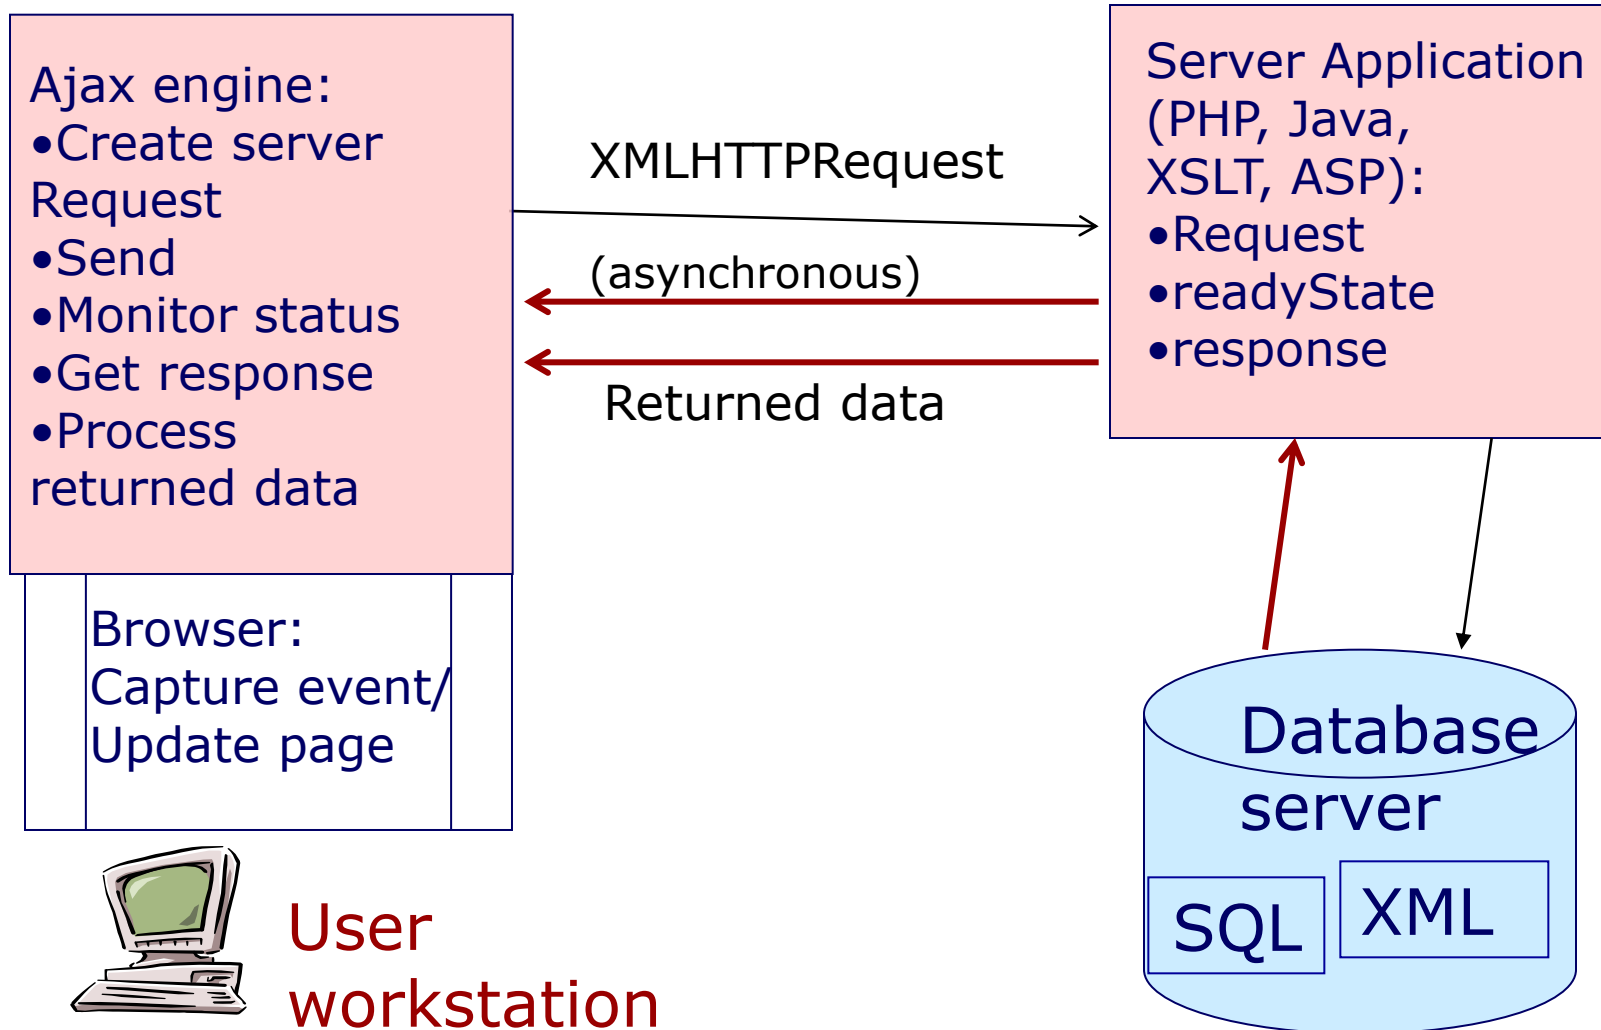 Ajax engine:
•Create server
Request
•Send
•Monitor status
•Get response
•Process
returned data
Browser:
Capture event/
Update page
User
workstation
XMLHTTPRequest
(asynchronous)
Returned data
Server Application
(PHP, Java,
XSLT, ASP):
•Request
•readyState
•response
Database
server
SQL
XML